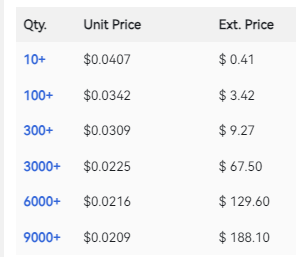 Qty. Unit Price Ext. Price
10+ $0.0407 $ 0.41
100+ $0.0342 $ 3.42
300+ $0.0309 $ 9.27
3000+ $0.0225 $ 67.50
6000+ $0.0216 $ 129.60
9000+ $0.0209 $ 188.10